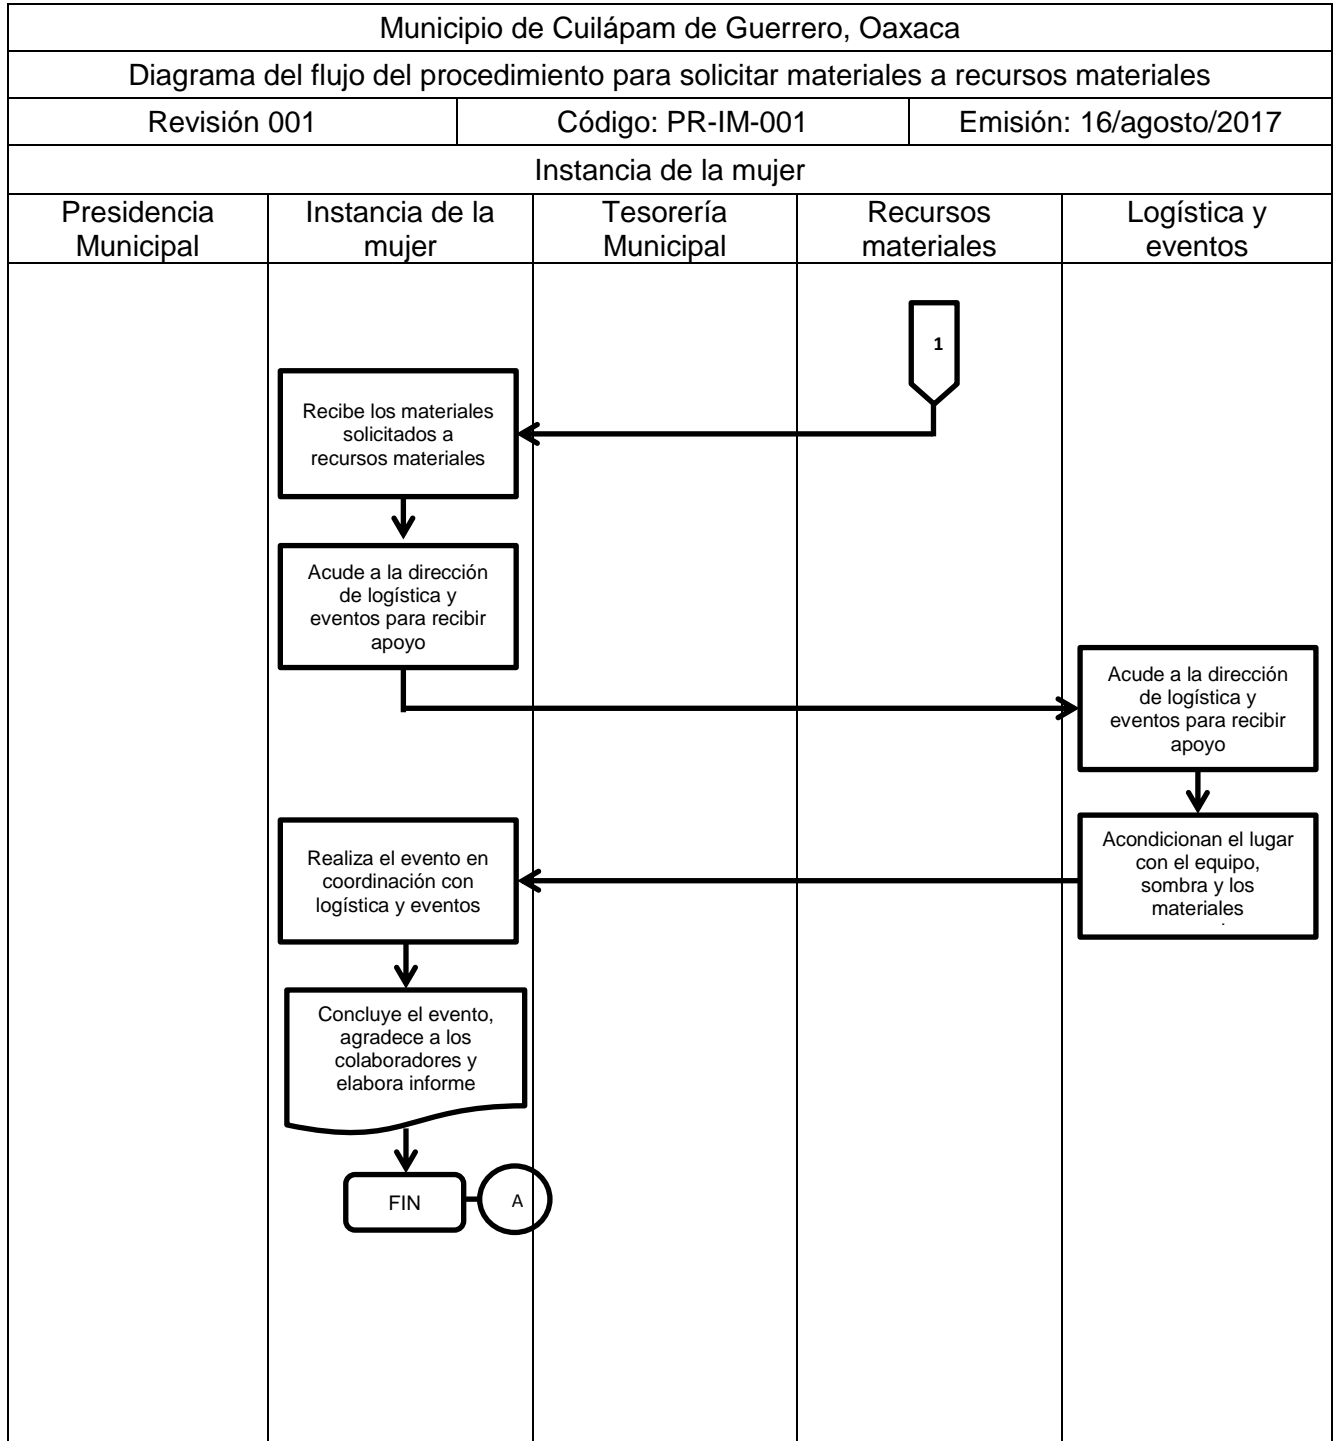 Municipio de Cuilápam de Guerrero, Oaxaca
Diagrama del flujo del procedimiento para solicitar materiales a recursos materiales
Revisión 001
Código: PR-IM-001
Emisión: 16/agosto/2017
Instancia de la mujer
Presidencia
Municipal
Instancia de la
mujer
Tesorería
Municipal
Recursos
materiales
Logística y
eventos
1
Recibe los materiales
solicitados a
recursos materiales
Acude a la dirección
de logística y
eventos para recibir
apoyo
Acude a la dirección
de logística y
eventos para recibir
apoyo
Acondicionan el lugar
con el equipo,
sombra y los
materiales
Realiza el evento en
coordinación con
logística y eventos
Concluye el evento,
agradece a los
colaboradores y
elabora informe
FIN
A